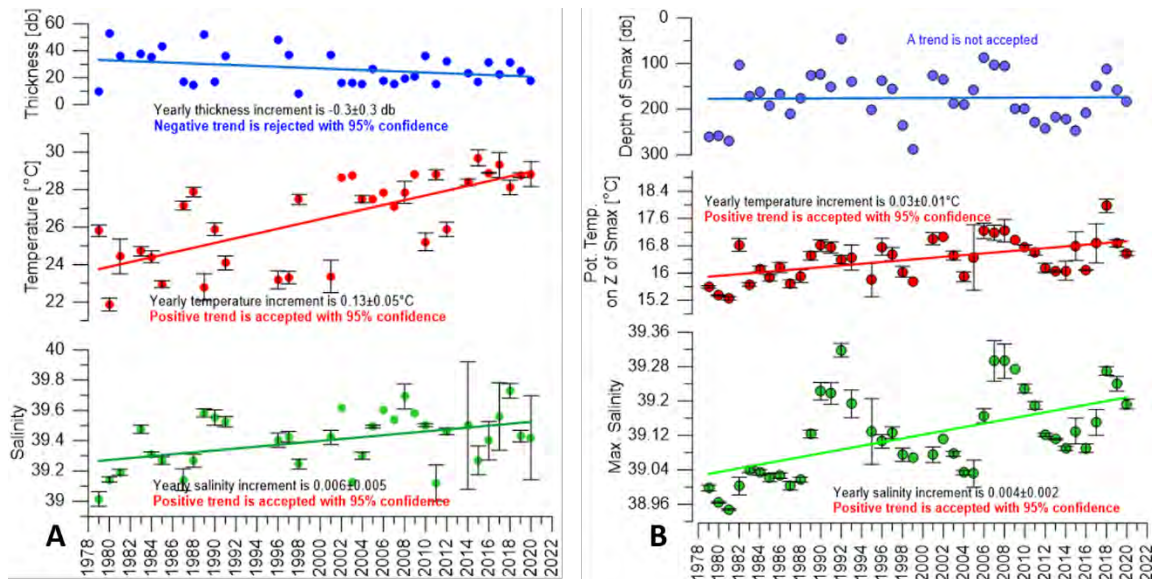 Thickness [db]
60
40
20
0
Yearly thickness increment is -0.3±0.3 db
Negative trend is rejected with 95% confidence
Temperature [°C]
30
28
26
24
22
Yearly temperature increment is 0.13±0.05°C
Positive trend is accepted with 95% confidence
Salinity
40
39.8
39.6
39.4
39.2
39
Yearly salinity increment is 0.006±0.005
Positive trend is accepted with 95% confidence
A
1978 1980 1982 1984 1986 1988 1990 1992 1994 1996 1998 2000 2002 2004 2006 2008 2010 2012 2014 2016 2018 2020 2022
Depth of Smax [db]
0
100
200
300
A trend is not accepted
Pot. Temp.
on Z of Smax [°C]
18.4
17.6
16.8
16
15.2
Yearly temperature increment is 0.03±0.01°C
Positive trend is accepted with 95% confidence
Max. Salinity
39.36
39.28
39.20
39.12
39.04
38.96
Yearly salinity increment is 0.004±0.002
Positive trend is accepted with 95% confidence
B
1978 1980 1982 1984 1986 1988 1990 1992 1994 1996 1998 2000 2002 2004 2006 2008 2010 2012 2014 2016 2018 2020 2022